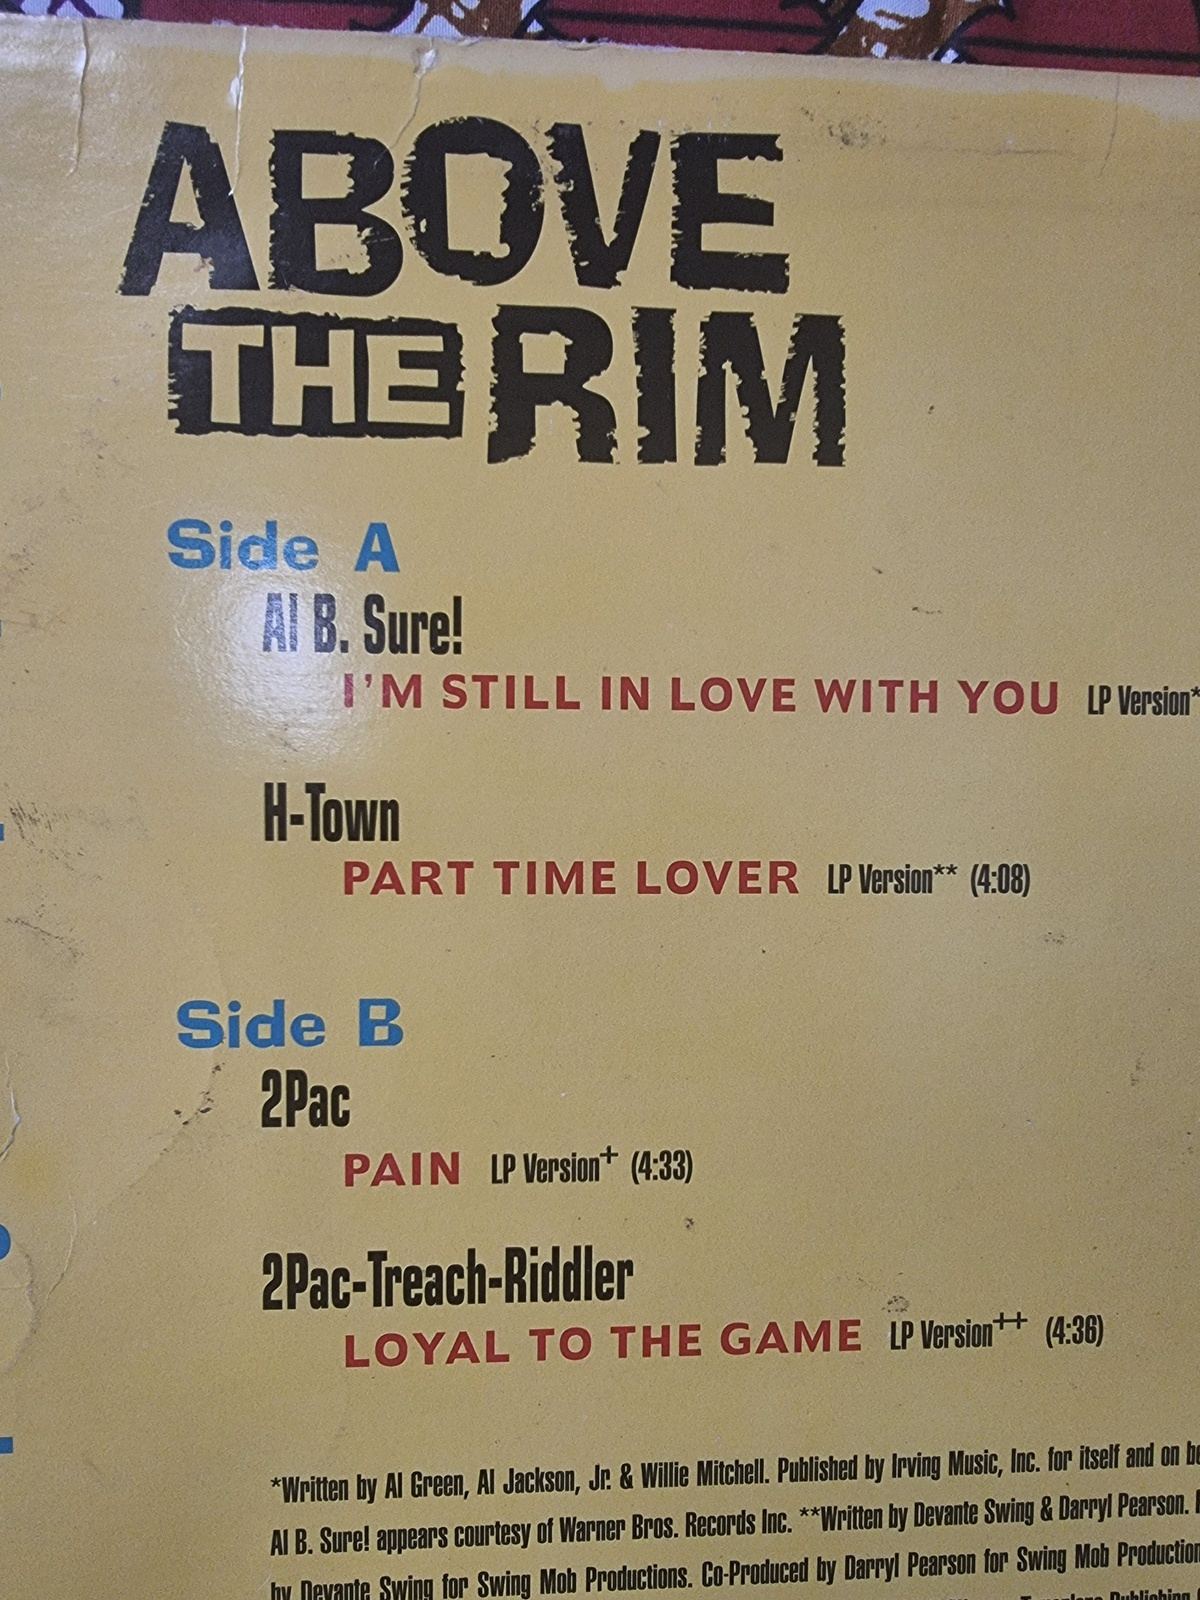 ABOVE
THE RIM
Side A
Al B. Sure!
I'M STILL IN LOVE WITH YOU LP Version*
H-Town
PART TIME LOVER LP Version** (4:08)
Side B
2Pac
PAIN LP Version+ (4:33)
2Pac-Treach-Riddler
LOYAL TO THE GAME LP Version++ (4:36)
*Written by Al Green, Al Jackson, Jr. & Willie Mitchell. Published by Irving Music, Inc. for itself and on
Al B. Sure! appears courtesy of Warner Bros. Records Inc. **Written by Devante Swing & Darryl Pearson.
by Devante Swing for Swing Mob Productions. Co-Produced by Darryl Pearson for Swing Mob